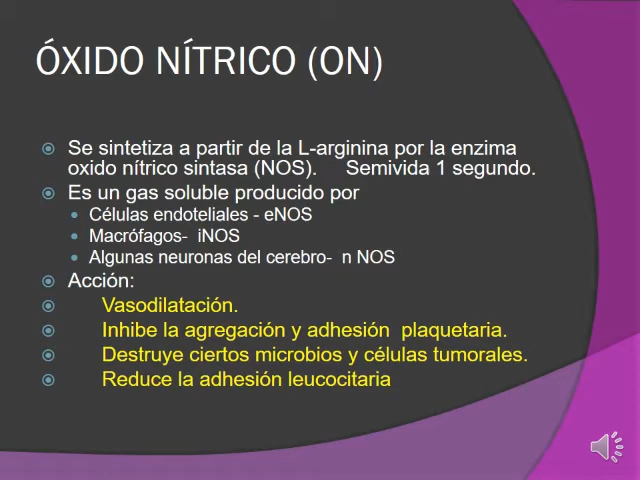 ÓXIDO NÍTRICO (ON)
Se sintetiza a partir de la L-arginina por la enzima
oxido nítrico sintasa (NOS). Semivida 1 segundo.
Es un gas soluble producido por
Células endoteliales - eNOS
Macrófagos- iNOS
Algunas neuronas del cerebro- n NOS
Acción:
Vasodilatación.
Inhibe la agregación y adhesión plaquetaria.
Destruye ciertos microbios y células tumorales.
Reduce la adhesión leucocitaria